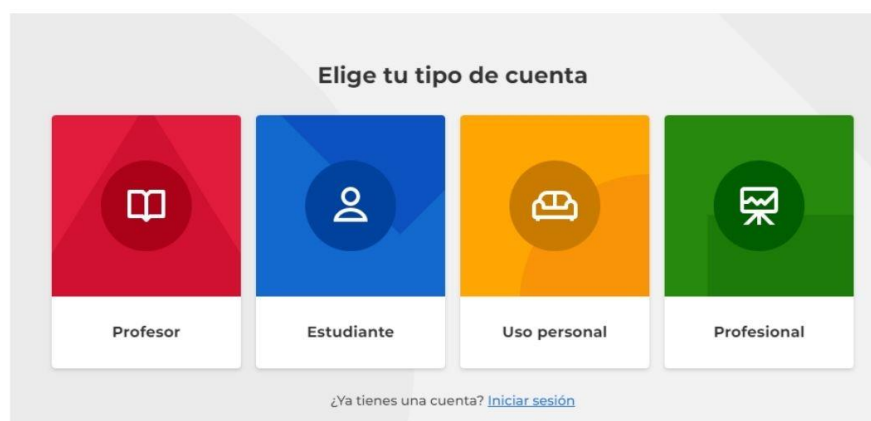 Elige tu tipo de cuenta
Profesor
Estudiante
Uso personal
Profesional
¿Ya tienes una cuenta? Iniciar sesión